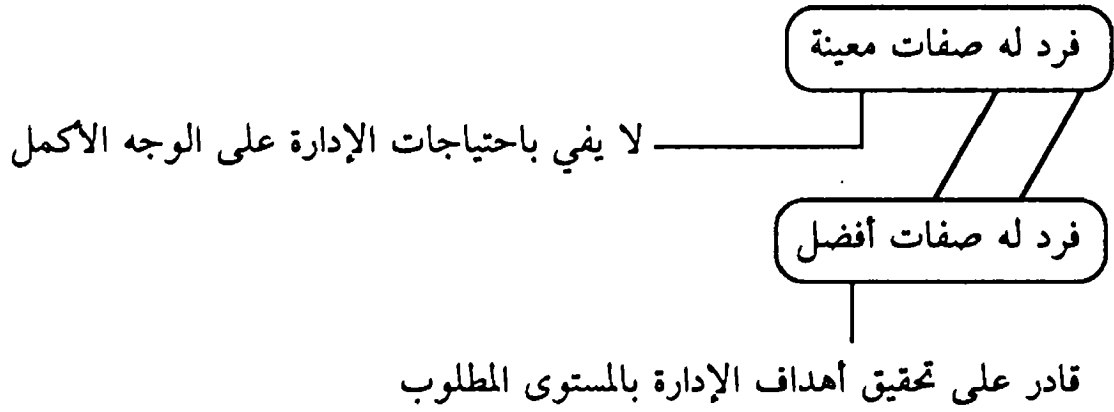 فرد له صفات معينة
لا يفي باحتياجات الإدارة على الوجه الأكمل
فرد له صفات أفضل
قادر على تحقيق أهداف الإدارة بالمستوى المطلوب